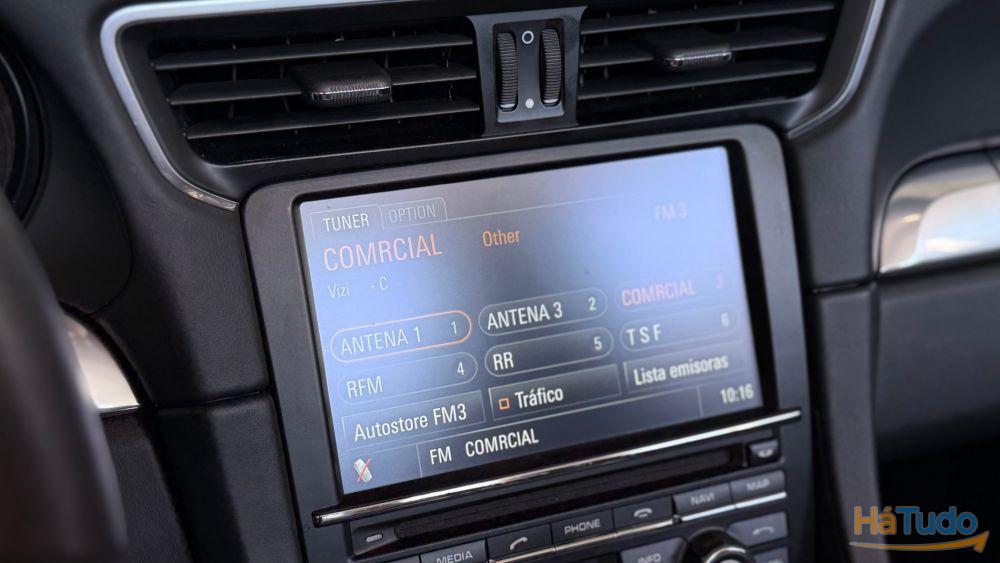 TUNER OPTION
COMRCIAL Other FM 3
Vizi - C
ANTENA 1 1 ANTENA 3 2 COMRCIAL 3
RFM 4 RR 5 T S F 6
Autostore FM3 Tráfico Lista emisoras
FM COMRCIAL 10:16
MEDIA PHONE NAVI MAP
INFO
HáTudo